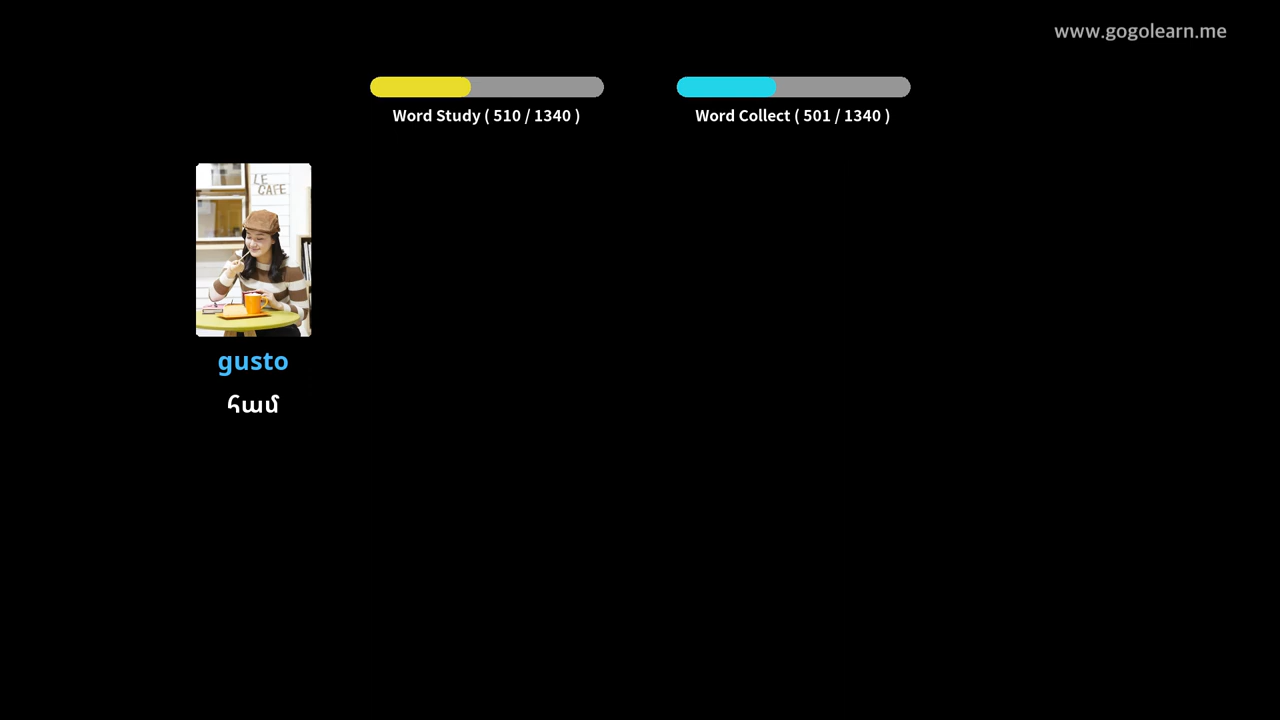 www.gogolearn.me
Word Study ( 510 / 1340 )
Word Collect ( 501 / 1340 )
LE
CAFE
gusto
համ